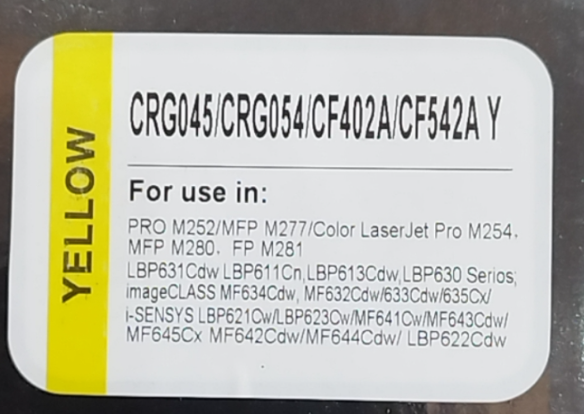 YELLOW
CRG045/CRG054/CF402A/CF542A Y
For use in:
PRO M252/MFP M277/Color LaserJet Pro M254,
MFP M280, FP M281
LBP631Cdw LBP611Cn,LBP613Cdw,LBP630 Serios;
imageCLASS MF634Cdw, MF632Cdw/633Cdw/635Cx/
i-SENSYS LBP621Cw/LBP623Cw/MF641Cw/MF643Cdw/
MF645Cx MF642Cdw/MF644Cdw/ LBP622Cdw